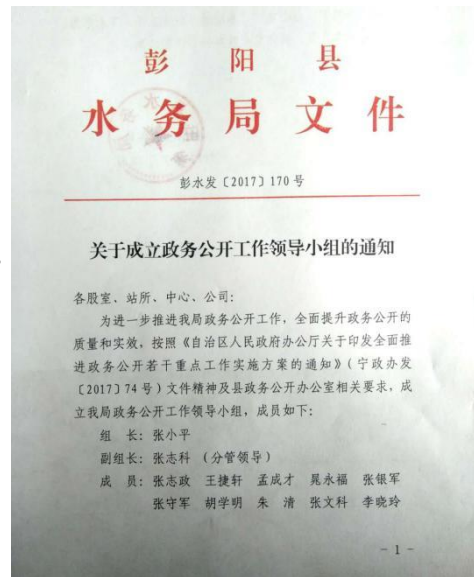 彭阳县
水务局文件
彭水发〔2017〕170号
关于成立政务公开工作领导小组的通知
各股室、站所、中心、公司:
为进一步推进我局政务公开工作,全面提升政务公开的
质量和实效,按照《自治区人民政府办公厅关于印发全面推
进政务公开若干重点工作实施方案的通知》(宁政办发
〔2017〕74号)文件精神及县政务公开办公室相关要求,成
立我局政务公开工作领导小组,成员如下:
组 长:张小平
副组长:张志科 (分管领导)
成 员:张志政 王捷轩 孟成才 晁永福 张银军
张守军 胡学明 朱 清 张文科 李晓玲
- 1 -